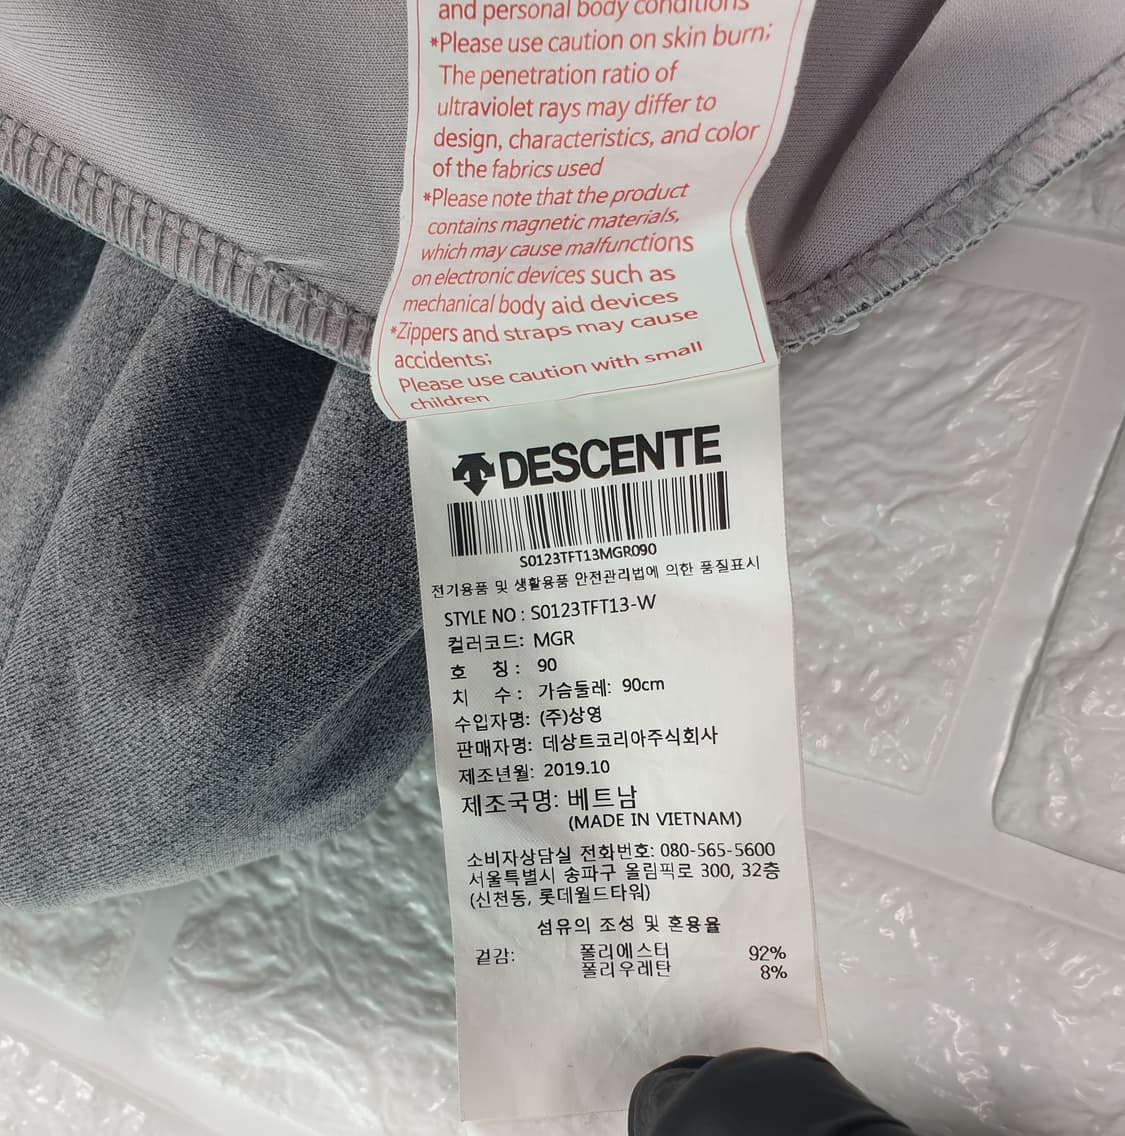 and personal body conditions
*Please use caution on skin burn;
The penetration ratio of
ultraviolet rays may differ to
design, characteristics, and color
of the fabrics used
*Please note that the product
contains magnetic materials,
which may cause malfunctions
on electronic devices such as
mechanical body aid devices
*Zippers and straps may cause
accidents;
Please use caution with small
children
DESCENTE
S0123TFT13MGR090
전기용품 및 생활용품 안전관리법에 의한 품질표시
STYLE NO : S0123TFT13-W
컬러코드: MGR
호 칭 : 90
치 수 : 가슴둘레: 90cm
수입자명: (주)상영
판매자명: 데상트코리아주식회사
제조년월: 2019.10
제조국명: 베트남
(MADE IN VIETNAM)
소비자상담실 전화번호: 080-565-5600
서울특별시 송파구 올림픽로 300, 32층
(신천동, 롯데월드타워)
섬유의 조성 및 혼용율
겉감: 폴리에스터 92%
폴리우레탄 8%